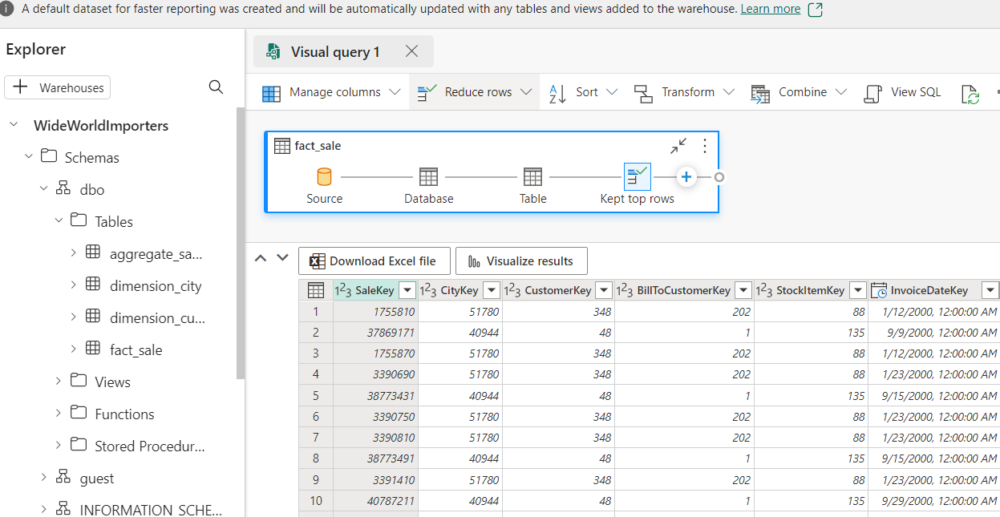 A default dataset for faster reporting was created and will be automatically updated with any tables and views added to the warehouse. Learn more
Explorer
Warehouses
WideWorldImporters
Schemas
dbo
Tables
aggregate_sa...
dimension_city
dimension_cu...
fact_sale
Views
Functions
Stored Procedur...
guest
INFORMATION_SCHE...
Visual query 1
Manage columns Reduce rows Sort Transform Combine View SQL
fact_sale
Source Database Table Kept top rows
Download Excel file Visualize results
SaleKey CityKey CustomerKey BillToCustomerKey StockItemKey InvoiceDateKey
1 1755810 51780 348 202 88 1/12/2000, 12:00:00 AM
2 37869171 40944 48 1 135 9/9/2000, 12:00:00 AM
3 1755870 51780 348 202 88 1/12/2000, 12:00:00 AM
4 3390690 51780 348 202 88 1/23/2000, 12:00:00 AM
5 38773431 40944 48 1 135 9/15/2000, 12:00:00 AM
6 3390750 51780 348 202 88 1/23/2000, 12:00:00 AM
7 3390810 51780 348 202 88 1/23/2000, 12:00:00 AM
8 38773491 40944 48 1 135 9/15/2000, 12:00:00 AM
9 3391410 51780 348 202 88 1/23/2000, 12:00:00 AM
10 40787211 40944 48 1 135 9/29/2000, 12:00:00 AM